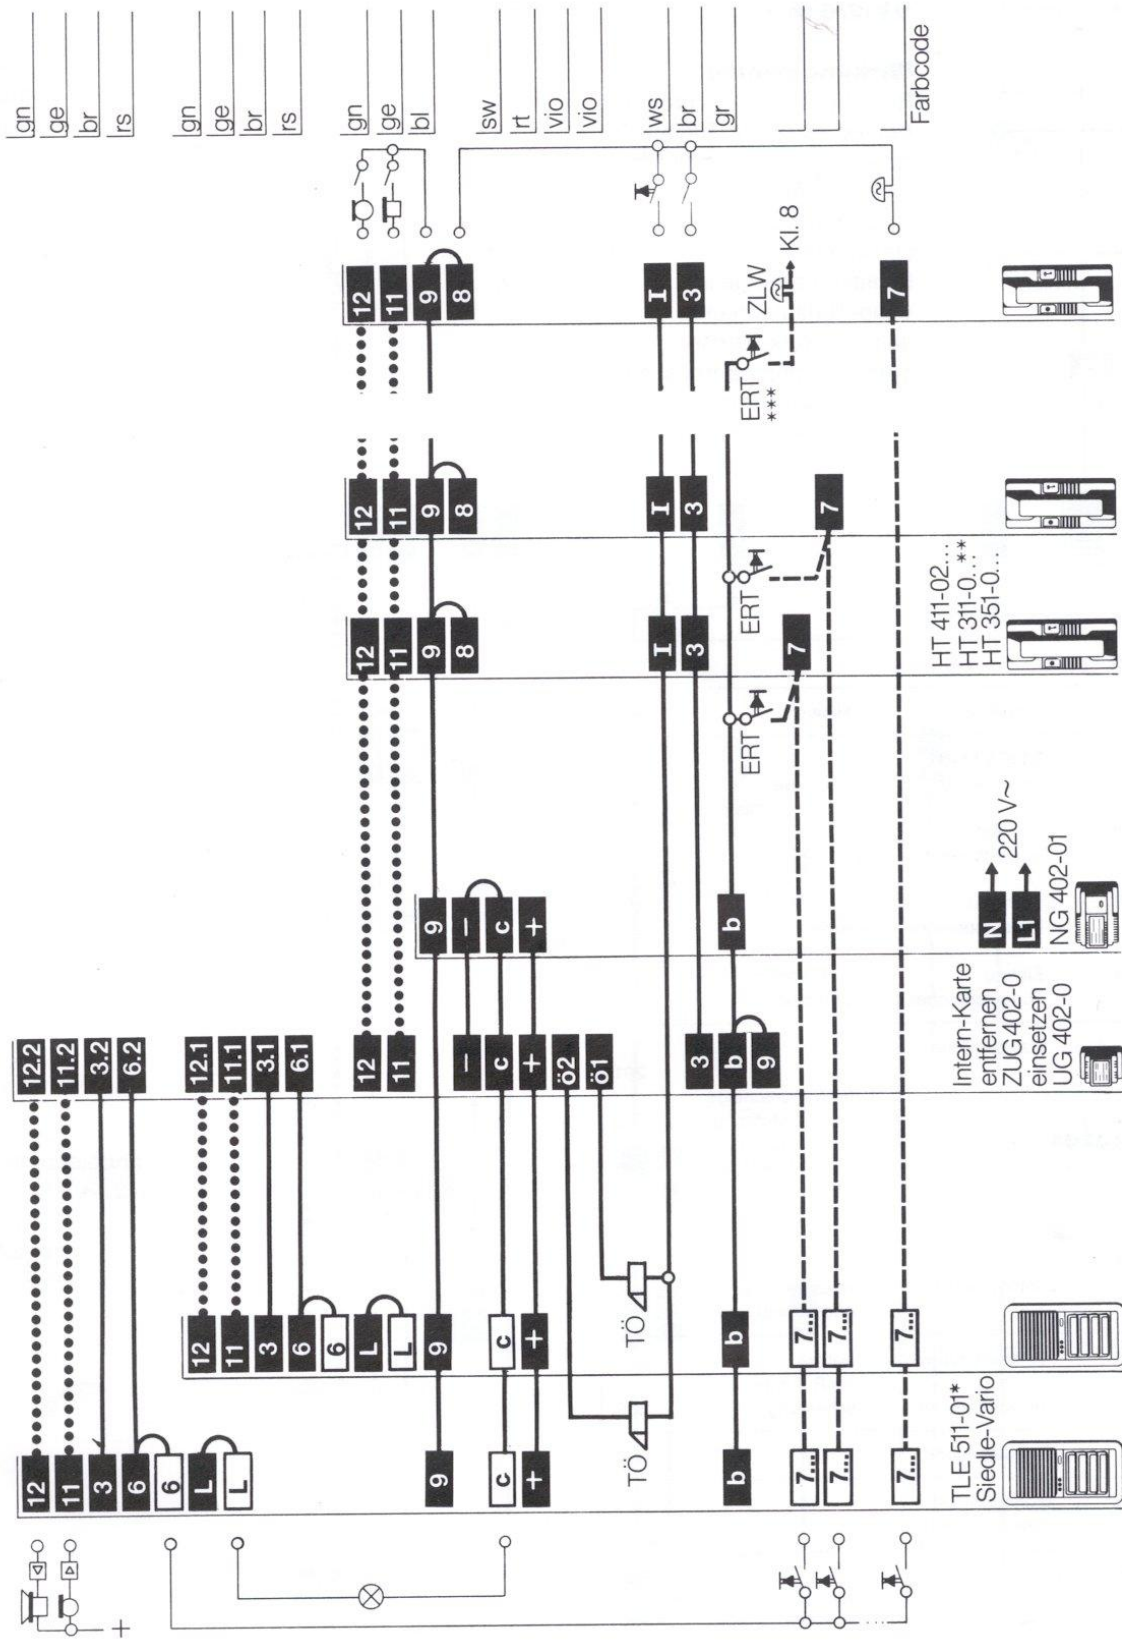 12 12.2 gn
11 11.2 ge
3 3.2 br
+
6 6.2 rs
6
L 12 12.1 gn
L 11 11.1 ge
3 3.1 br
6 6.1 rs
6
L 12 12 12 12 gn
L 11 11 11 11 ge
9 9 9 9 9 9 bl
− − 8 8 8
c c c c sw
+ + + + rt
ö2 vio
ö1 vio
TÖ TÖ
I I I ws
3 3 3 3 br
b b b b gr
ERT ERT ERT ZLW
9 ***
7... 7... 7 Kl. 8
7... 7... 7
7... 7... 7
Farbcode
TLE 511-01*
Siedle-Vario
Intern-Karte
entfernen
ZUG402-0
einsetzen
UG 402-0
N
L1
220 V~
NG 402-01
HT 411-02...
HT 311-0...**
HT 351-0...